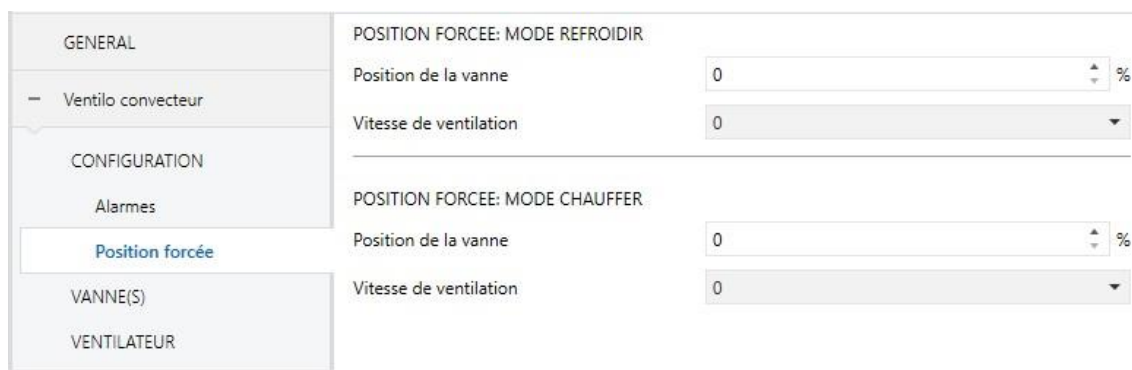 GENERAL
– Ventilo convecteur
CONFIGURATION
Alarmes
Position forcée
VANNE(S)
VENTILATEUR
POSITION FORCEE: MODE REFROIDIR
Position de la vanne 0 %
Vitesse de ventilation 0
POSITION FORCEE: MODE CHAUFFER
Position de la vanne 0 %
Vitesse de ventilation 0